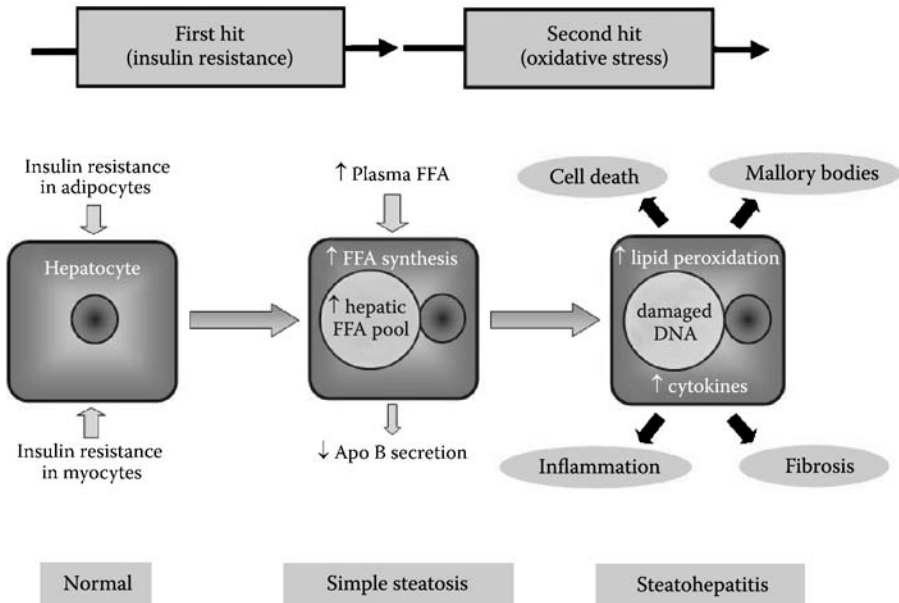 First hit
(insulin resistance)
Second hit
(oxidative stress)
Insulin resistance
in adipocytes
Hepatocyte
Insulin resistance
in myocytes
↑ Plasma FFA
↑ FFA synthesis
↑ hepatic
FFA pool
↓ Apo B secretion
Cell death
Mallory bodies
↑ lipid peroxidation
damaged
DNA
↑ cytokines
Inflammation
Fibrosis
Normal
Simple steatosis
Steatohepatitis